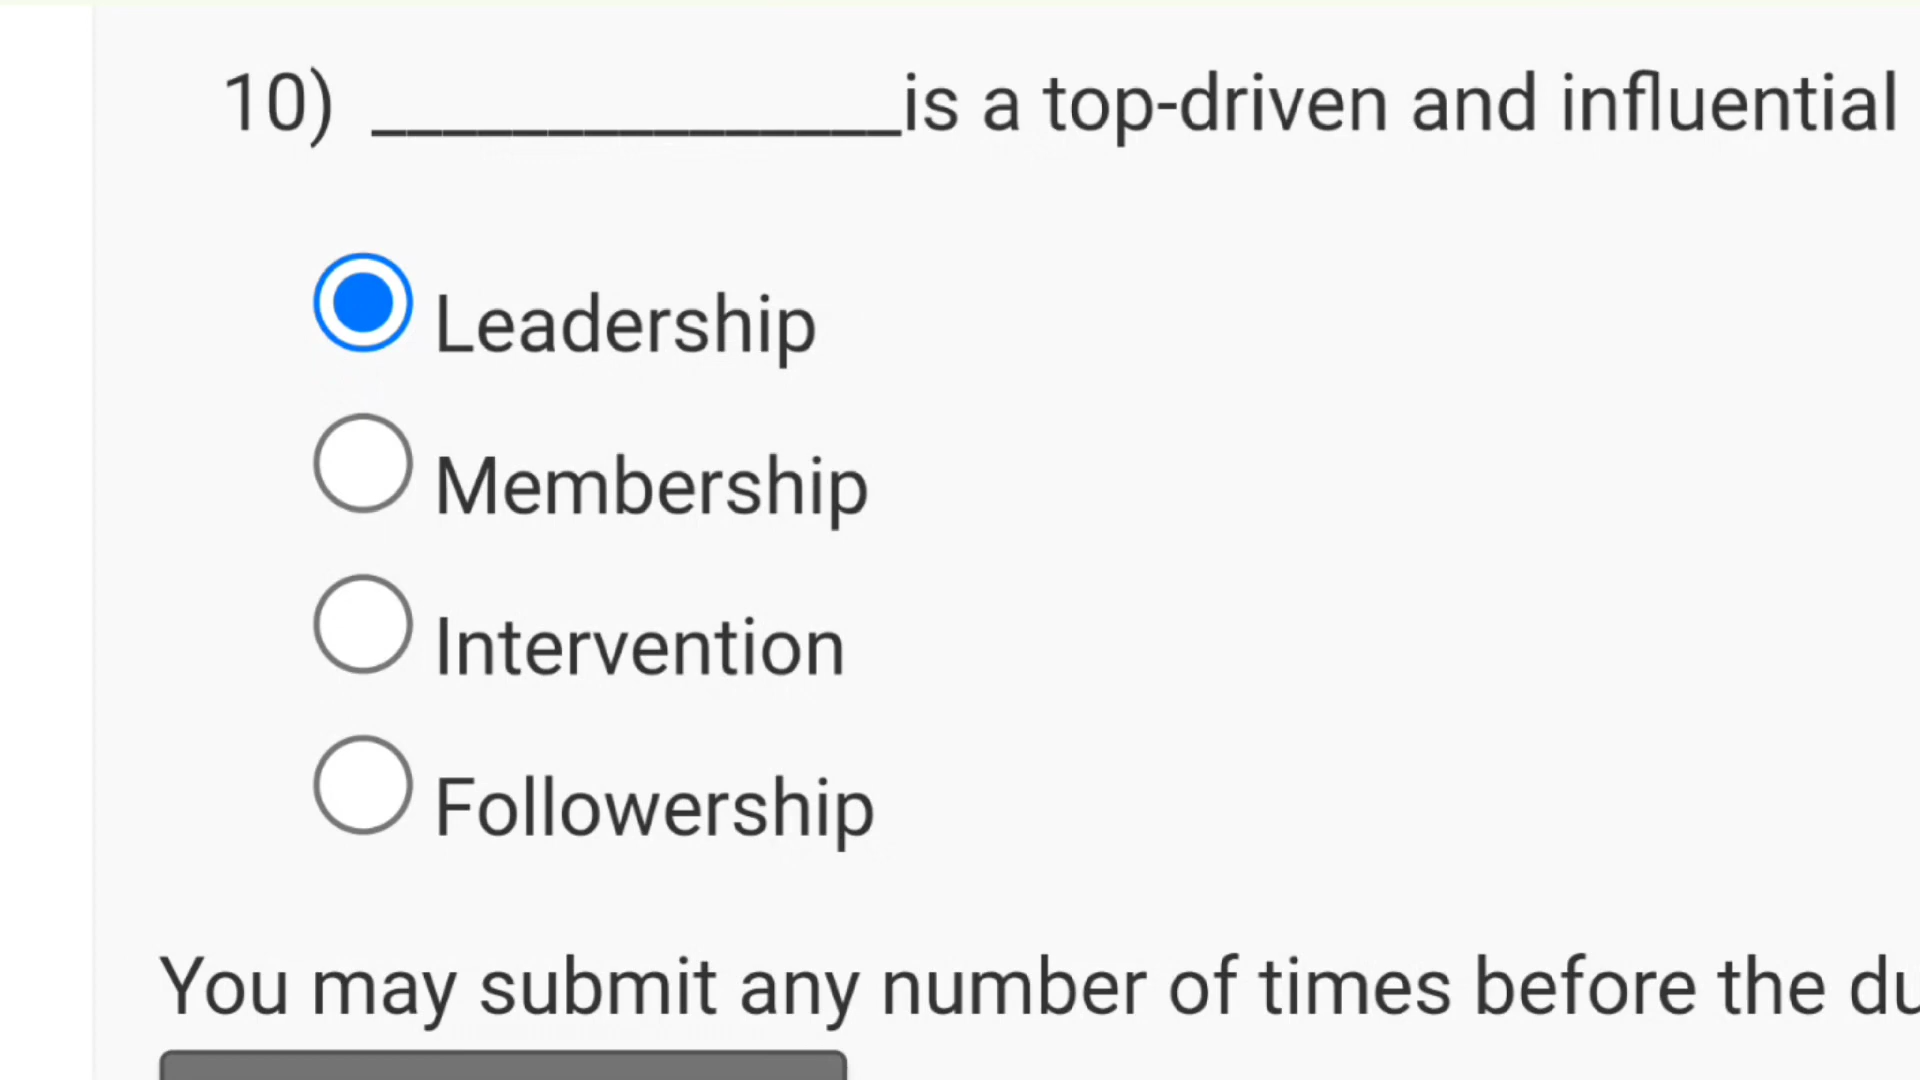 10) _______________is a top-driven and influential
Leadership
Membership
Intervention
Followership
You may submit any number of times before the du